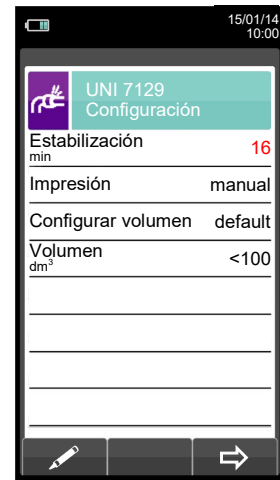 15/01/14
10:00
UNI 7129
Configuración
Estabilización
min
16
Impresión manual
Configurar volumen default
Volumen
dm³
<100